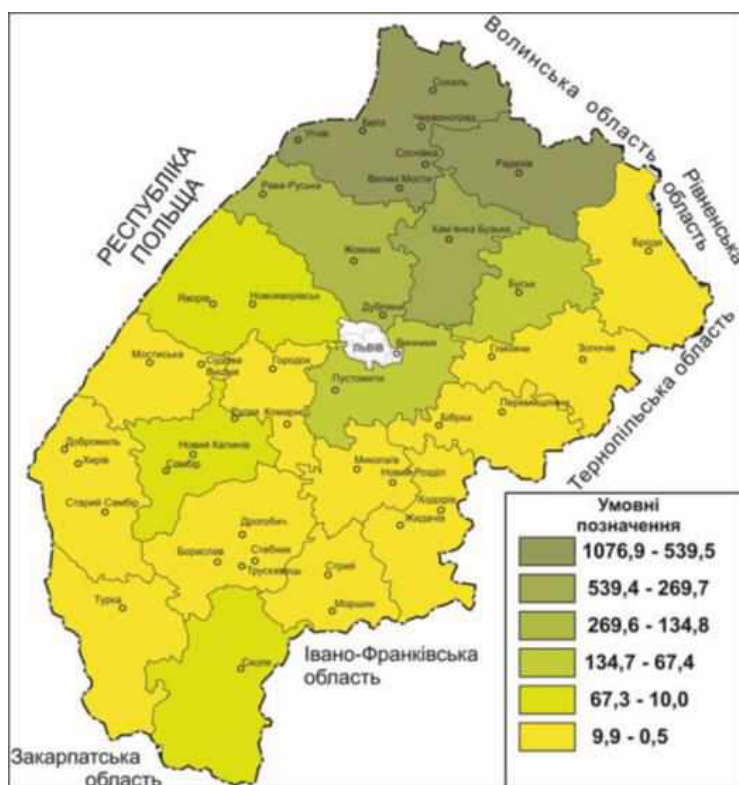 Волинська область
Рівненська
область
РЕСПУБЛІКА
ПОЛЬЩА
Сокаль
Белз
Червоноград
Угнів
Соснівка
Радехів
Великі Мости
Рава-Руська
Кам'янка Бузька
Броди
Жовква
Буськ
Яворів
Новояворівськ
Дубляни
ЛЬВІВ
Винники
Мостиська
Судова
Вишня
Городок
Глиняни
Золочів
Пустомити
Перемишляни
Рудки
Комарно
Бібрка
Тернопільська область
Добромиль
Хирів
Новий Калинів
Самбір
Миколаїв
Новий Розділ
Старий Самбір
Ходорів
Жидачів
Дрогобич
Борислав
Стебник
Трускавець
Стрий
Турка
Моршин
Сколе
Івано-Франківська
область
Закарпатська
область
Умовні
позначення
1076,9 - 539,5
539,4 - 269,7
269,6 - 134,8
134,7 - 67,4
67,3 - 10,0
9,9 - 0,5